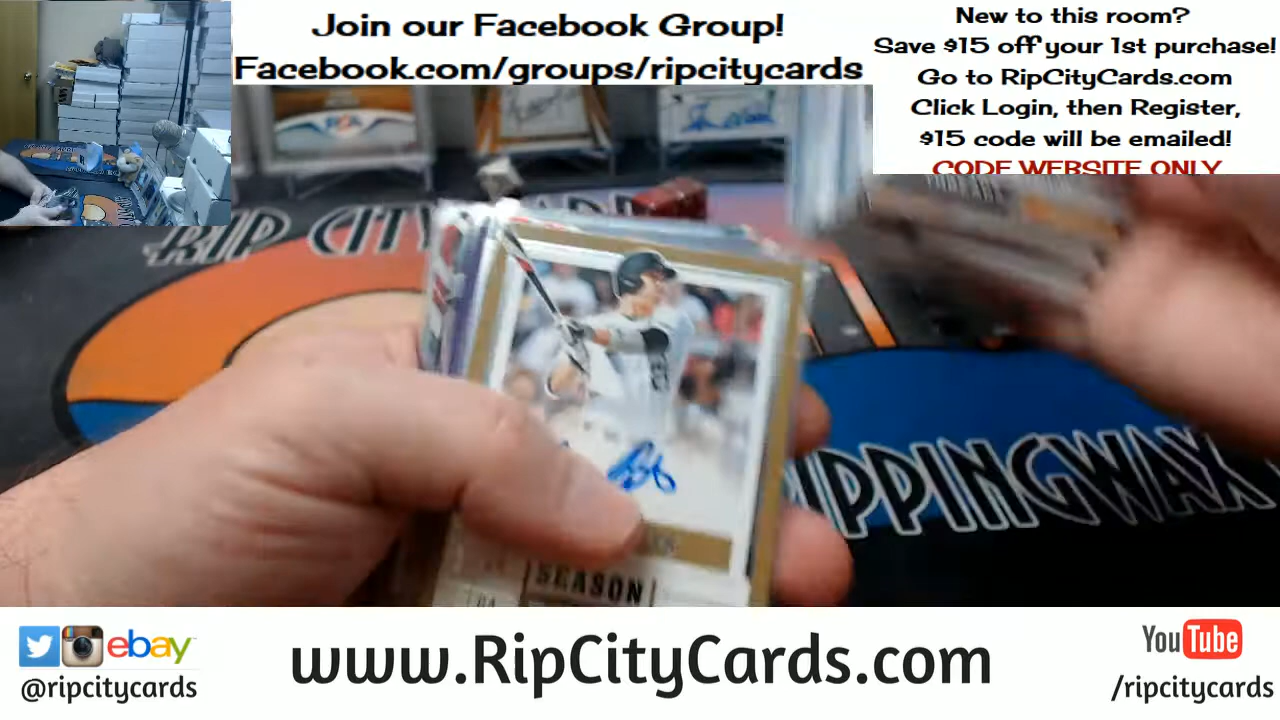 Join our Facebook Group!
Facebook.com/groups/ripcitycards
New to this room?
Save $15 off your 1st purchase!
Go to RipCityCards.com
Click Login, then Register,
$15 code will be emailed!
CODE WEBSITE ONLY
RIP CITY
RIPPINGWAX
SEASON
ebay
@ripcitycards
www.RipCityCards.com
YouTube
/ripcitycards